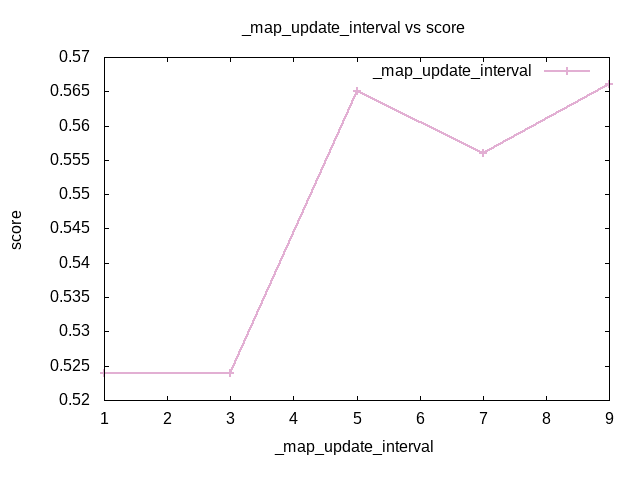 _map_update_interval vs score
0.57
_map_update_interval
0.565
0.56
0.555
0.55
0.545
score
0.54
0.535
0.53
0.525
0.52
1 2 3 4 5 6 7 8 9
_map_update_interval